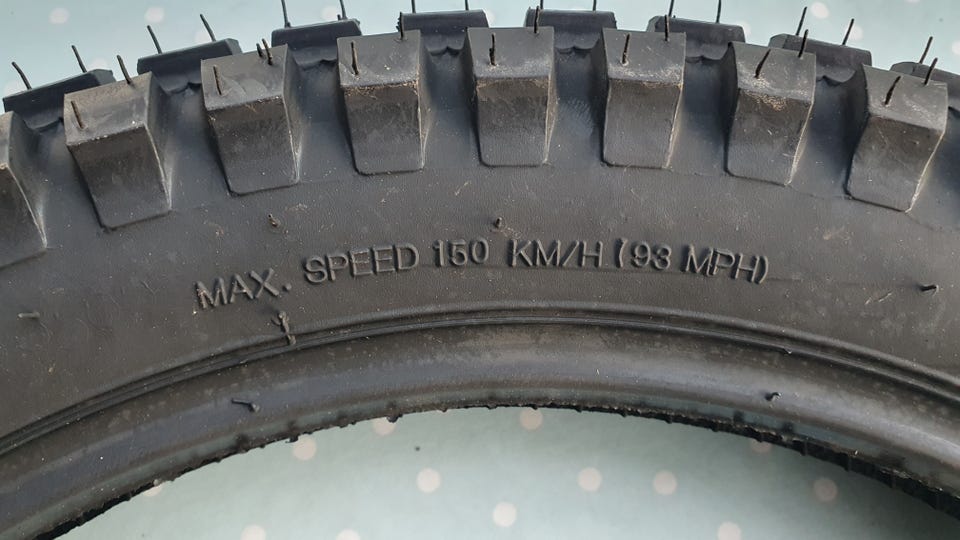 MAX. SPEED 150 KM/H (93 MPH)